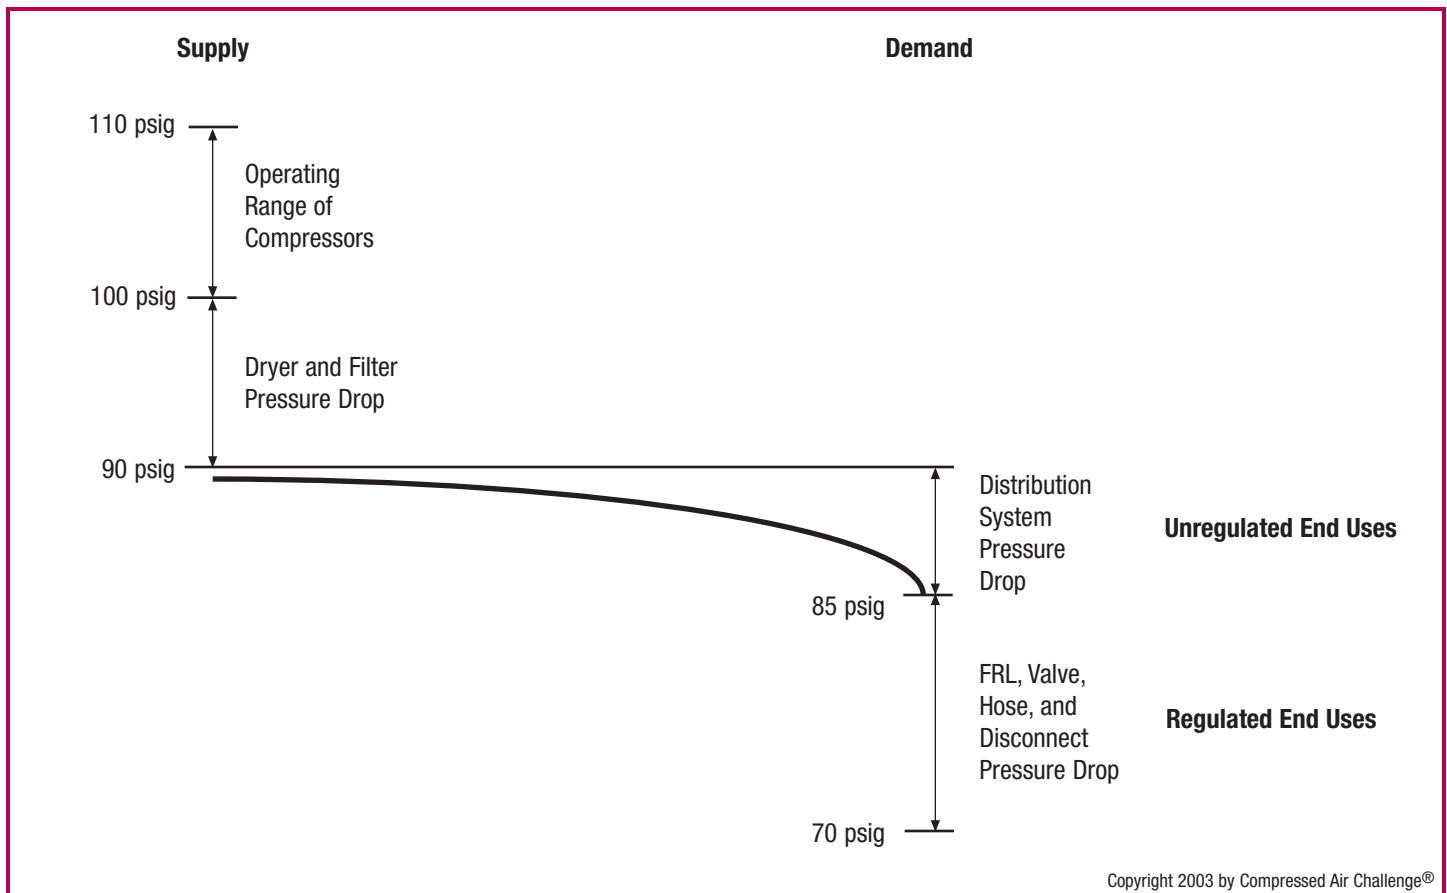 Supply
Demand
110 psig
Operating
Range of
Compressors
100 psig
Dryer and Filter
Pressure Drop
90 psig
Distribution
System
Pressure
Drop
Unregulated End Uses
85 psig
FRL, Valve,
Hose, and
Disconnect
Pressure Drop
Regulated End Uses
70 psig
Copyright 2003 by Compressed Air Challenge®